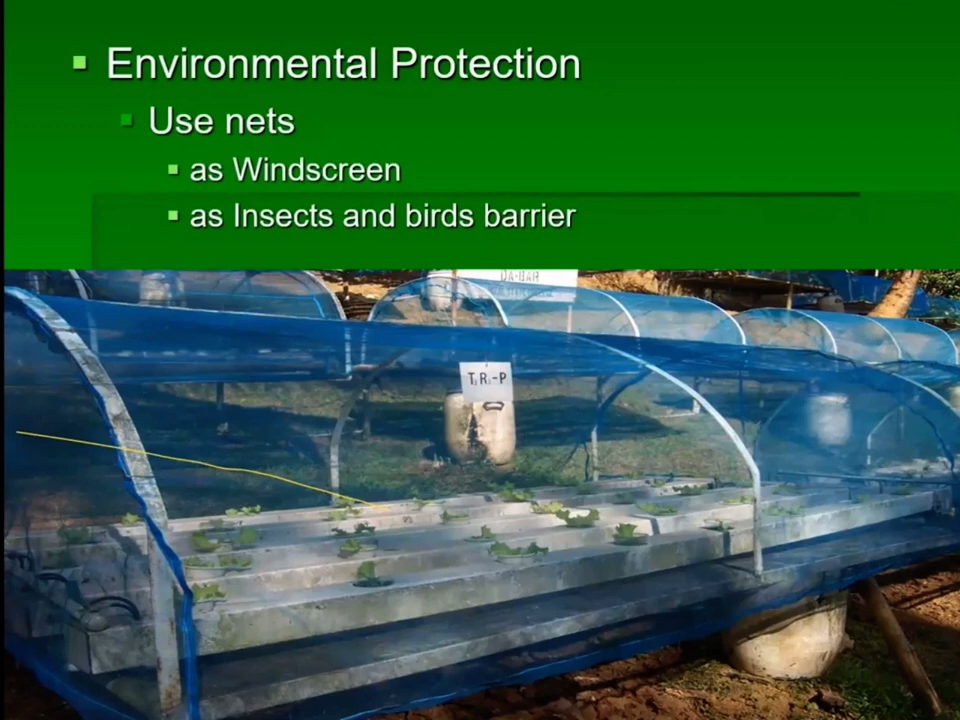 Environmental Protection
Use nets
as Windscreen
as Insects and birds barrier
DA-BAR